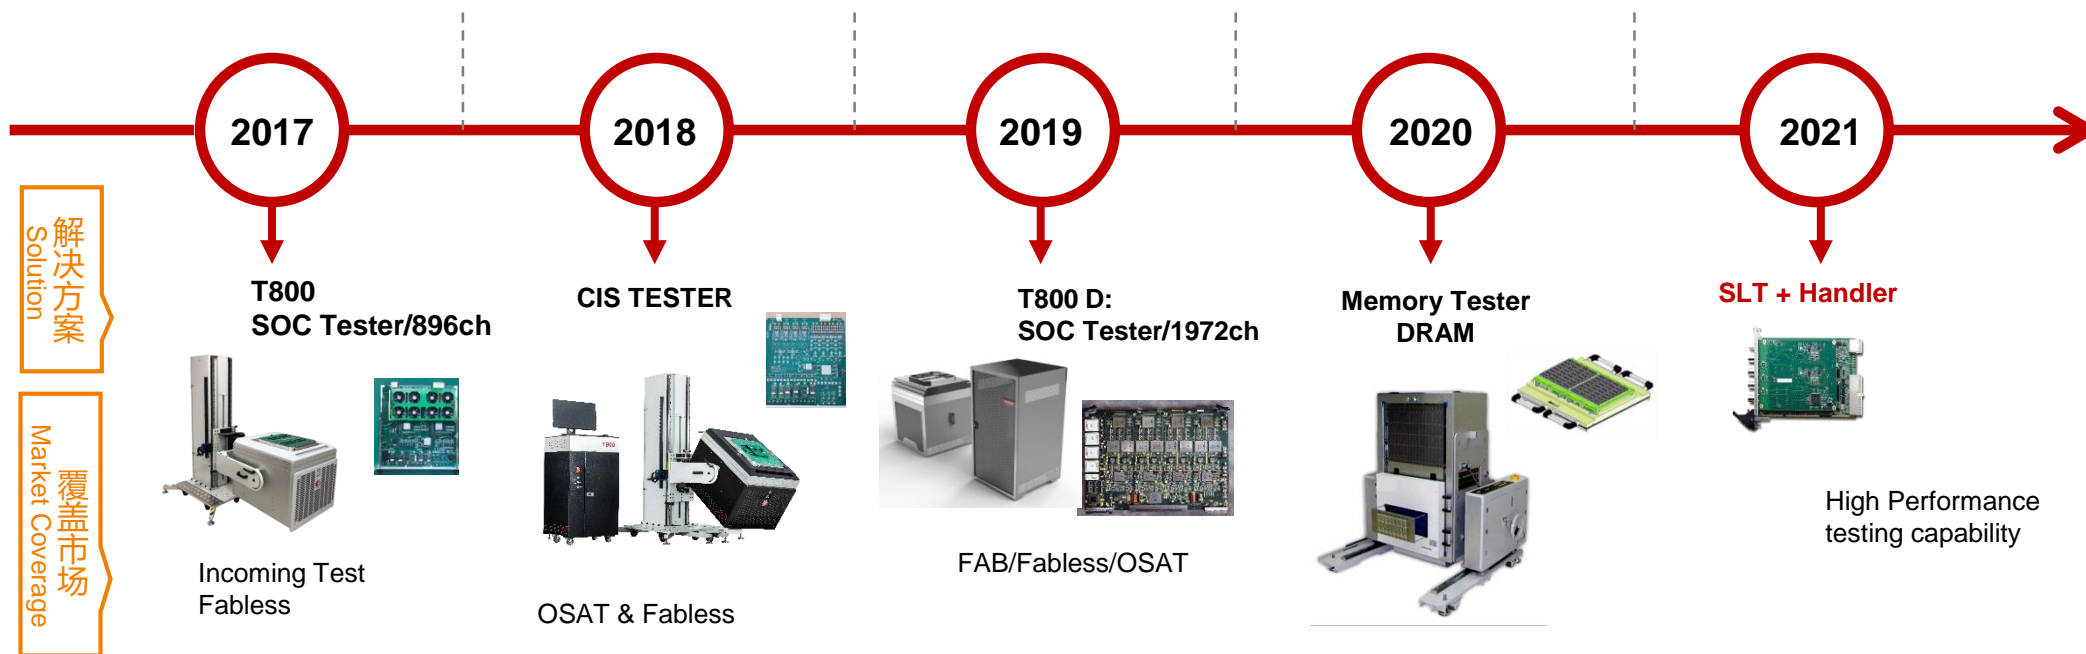 2017
2018
2019
2020
2021
解决方案
Solution
T800
SOC Tester/896ch
CIS TESTER
T800 D:
SOC Tester/1972ch
Memory Tester
DRAM
SLT + Handler
覆盖市场
Market Coverage
Incoming Test
Fabless
OSAT & Fabless
FAB/Fabless/OSAT
High Performance
testing capability